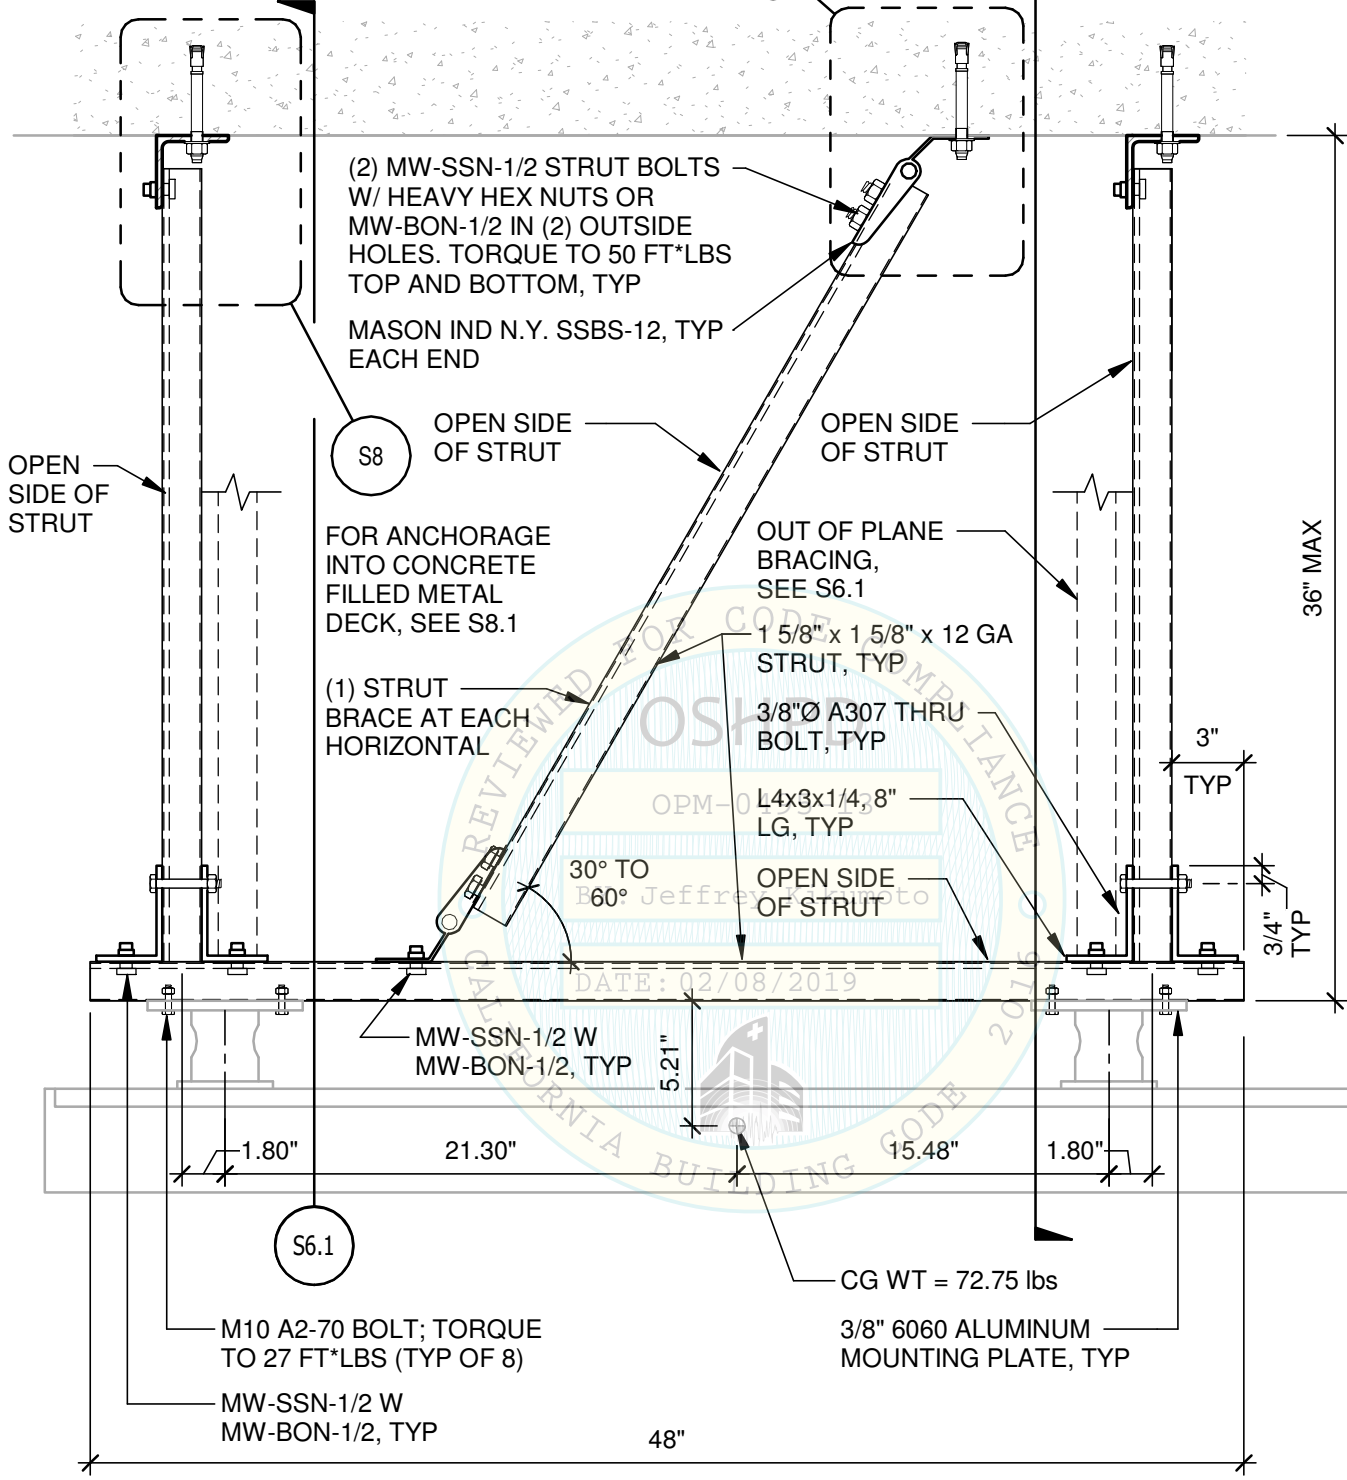 (2) MW-SSN-1/2 STRUT BOLTS
W/ HEAVY HEX NUTS OR
MW-BON-1/2 IN (2) OUTSIDE
HOLES. TORQUE TO 50 FT*LBS
TOP AND BOTTOM, TYP
MASON IND N.Y. SSBS-12, TYP
EACH END
S8
OPEN SIDE
OF STRUT
OPEN SIDE
OF STRUT
OPEN
SIDE OF
STRUT
FOR ANCHORAGE
INTO CONCRETE
FILLED METAL
DECK, SEE S8.1
OUT OF PLANE
BRACING,
SEE S6.1
36" MAX
1 5/8" x 1 5/8" x 12 GA
STRUT, TYP
(1) STRUT
BRACE AT EACH
HORIZONTAL
3/8"Ø A307 THRU
BOLT, TYP
3"
TYP
L4x3x1/4, 8"
LG, TYP
30° TO
60°
OPEN SIDE
OF STRUT
3/4"
TYP
REVIEWED FOR CODE COMPLIANCE
OSHPD
BY: Jeffrey Kikumoto
DATE: 02/08/2019
CALIFORNIA BUILDING CODE 2016
MW-SSN-1/2 W
MW-BON-1/2, TYP
5.21"
1.80"
21.30"
15.48"
1.80"
S6.1
CG WT = 72.75 lbs
M10 A2-70 BOLT; TORQUE
TO 27 FT*LBS (TYP OF 8)
3/8" 6060 ALUMINUM
MOUNTING PLATE, TYP
MW-SSN-1/2 W
MW-BON-1/2, TYP
48"